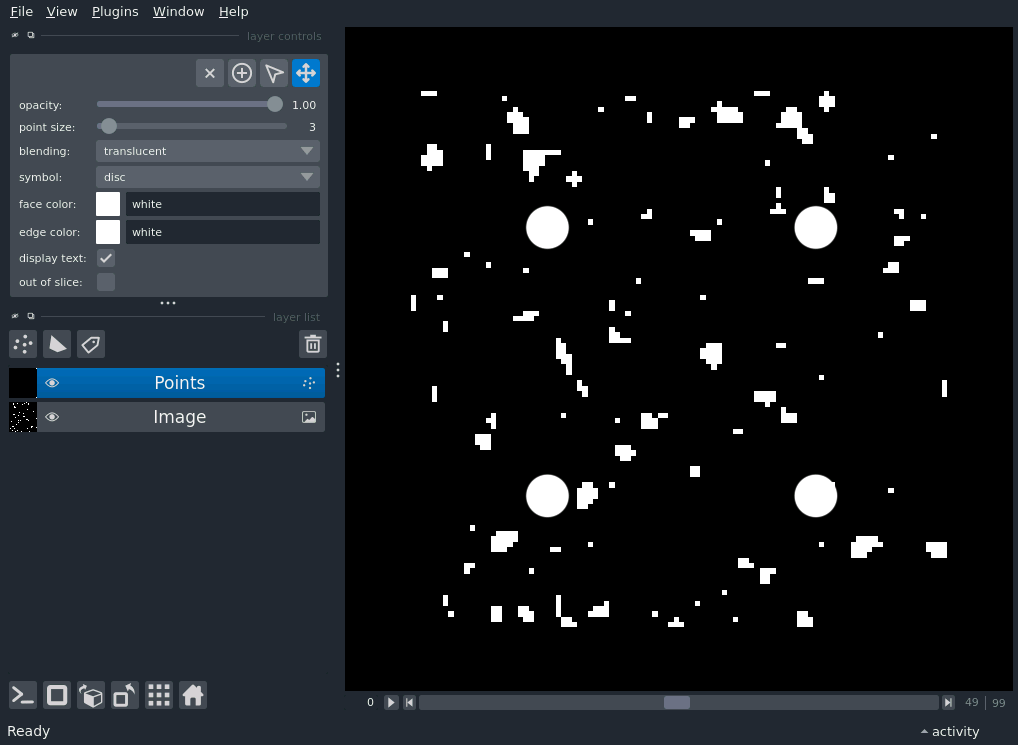 File View Plugins Window Help
layer controls
opacity: 1.00
point size: 3
blending: translucent
symbol: disc
face color: white
edge color: white
display text:
out of slice:
layer list
Points
Image
0 49 | 99
Ready activity